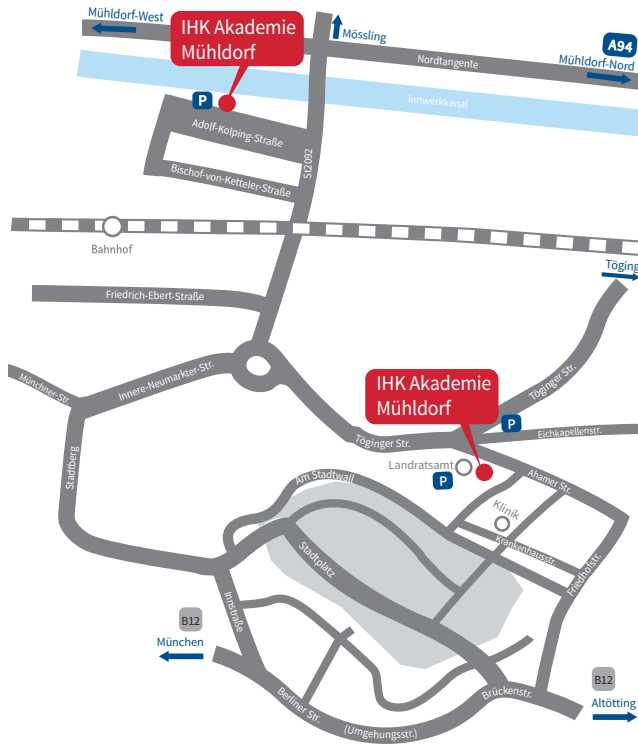 Mühldorf-West
IHK Akademie
Mühldorf
Mössling
A94
Nordtangente
Mühldorf-Nord
P
Innwerkkanal
Adolf-Kolping-Straße
St2092
Bischof-von-Ketteler-Straße
Bahnhof
Töging
Friedrich-Ebert-Straße
Innere-Neumarkter-Str.
Münchner-Str.
IHK Akademie
Mühldorf
Töginger Str.
P
Töginger Str.
Eichkapellenstr.
Stadtberg
Landratsamt
P
Am Stadtwall
Ahamer Str.
Klinik
Krankenhausstr.
Stadtplatz
Friedhofstr.
Innstraße
B12
München
B12
Berliner Str.
Brückenstr.
Altötting
(Umgehungsstr.)